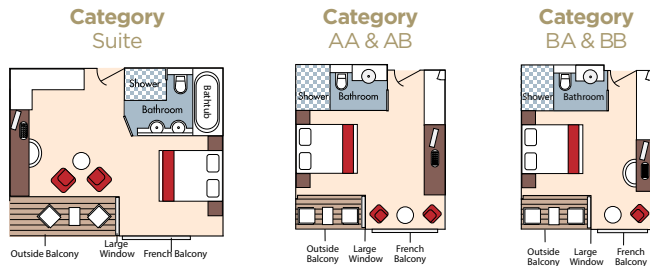 Category
Suite
Shower
Bathroom
Bathtub
Outside Balcony
Large
Window
French Balcony
Category
AA & AB
Shower
Bathroom
Outside
Balcony
Large
Window
French
Balcony
Category
BA & BB
Shower
Bathroom
Outside
Balcony
Large
Window
French
Balcony